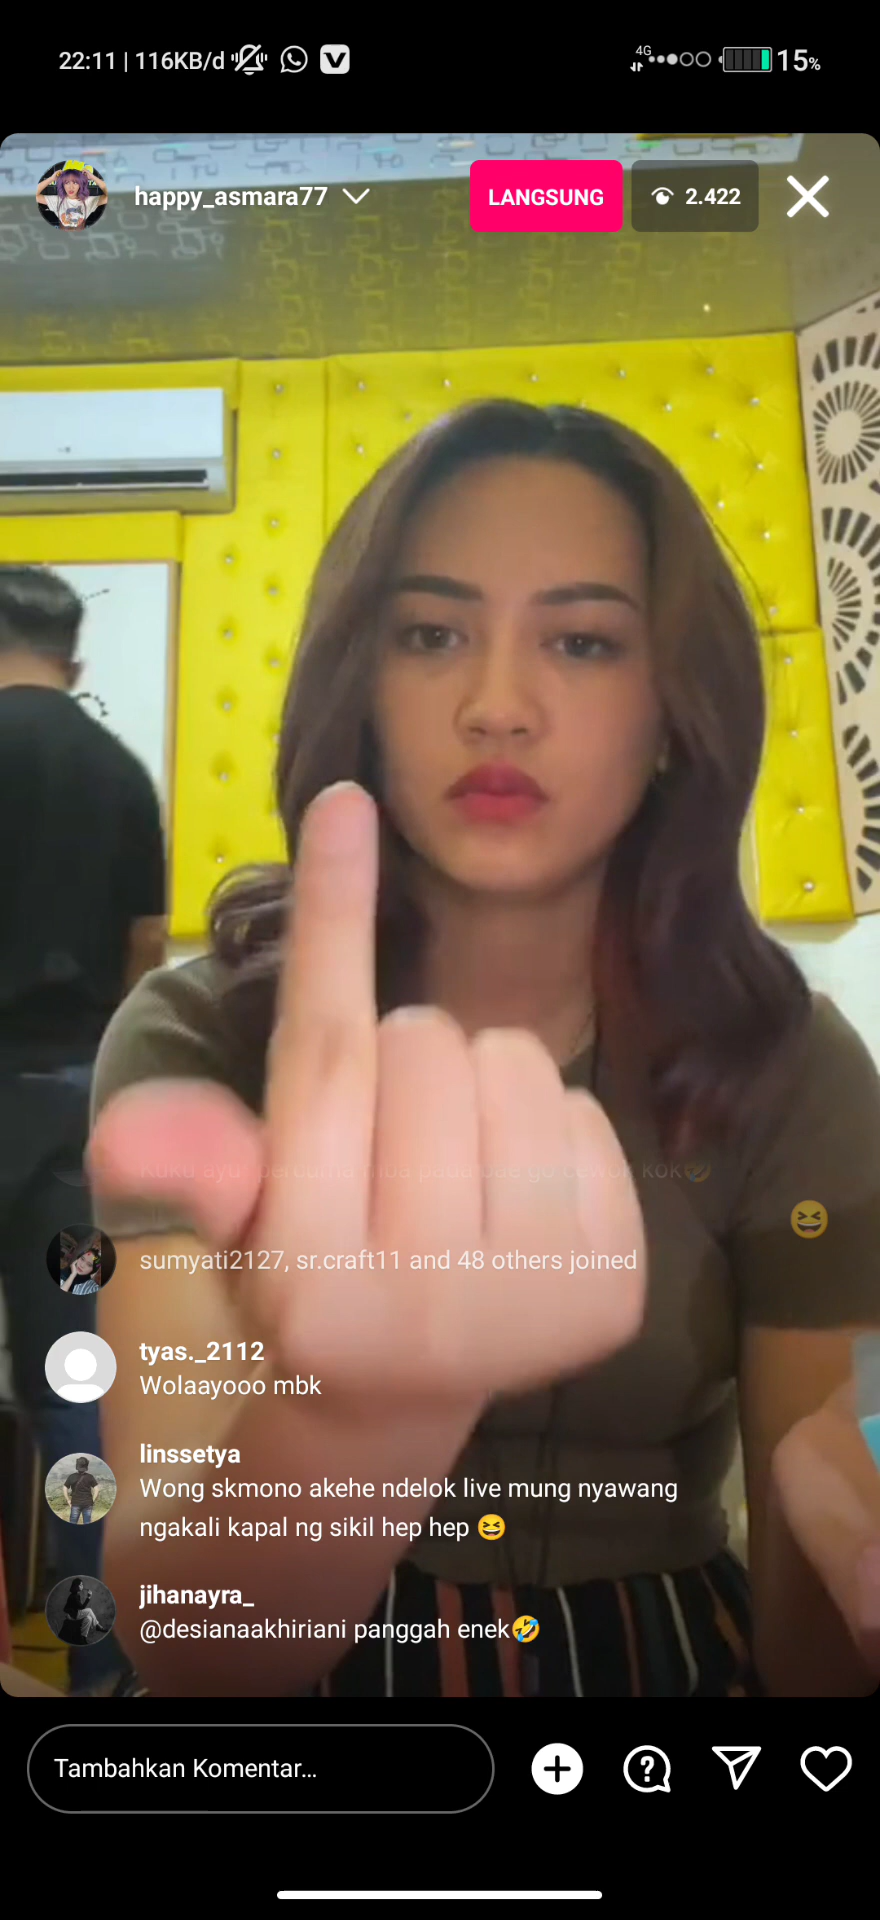 22:11 | 116KB/d
4G
15%
happy_asmara77
LANGSUNG
2.422
sumyati2127, sr.craft11 and 48 others joined
tyas._2112
Wolaayooo mbk
linssetya
Wong skmono akehe ndelok live mung nyawang
ngakali kapal ng sikil hep hep 😆
jihanayra_
@desianaakhiriani panggah enek🤣
Tambahkan Komentar...